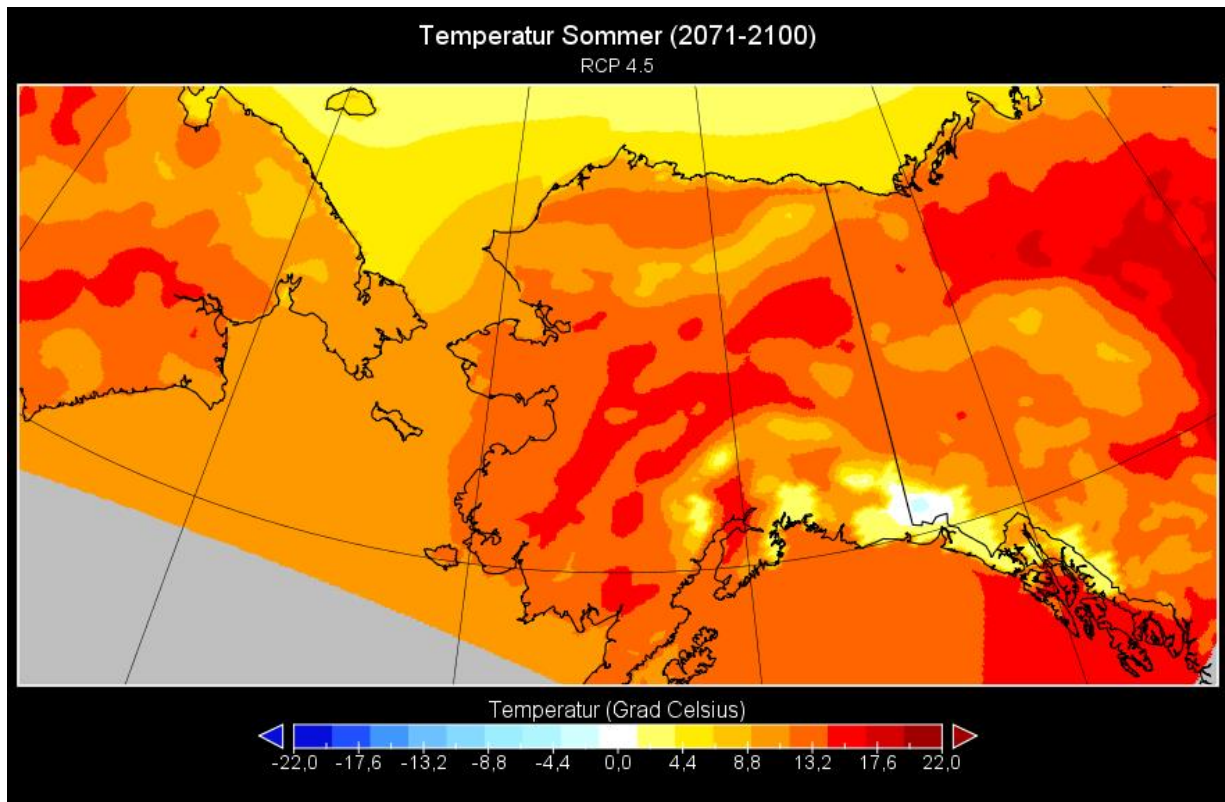 Temperatur Sommer (2071-2100)
RCP 4.5
Temperatur (Grad Celsius)
-22,0 -17,6 -13,2 -8,8 -4,4 0,0 4,4 8,8 13,2 17,6 22,0